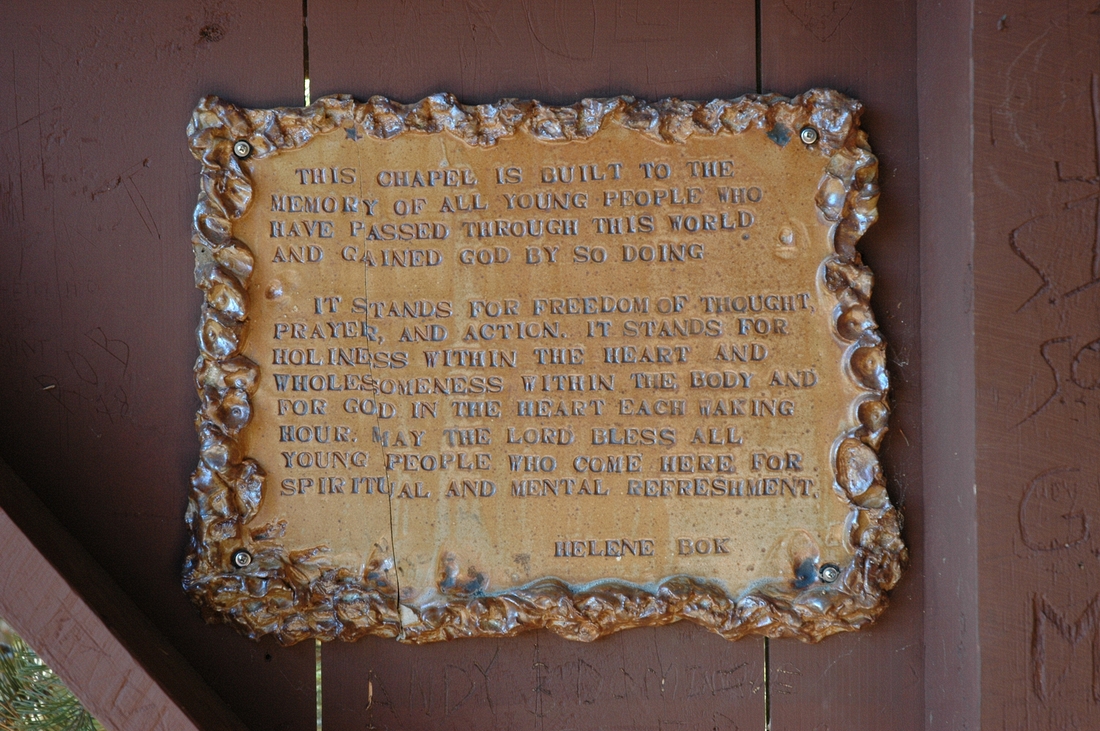 THIS CHAPEL IS BUILT TO THE
MEMORY OF ALL YOUNG PEOPLE WHO
HAVE PASSED THROUGH THIS WORLD
AND GAINED GOD BY SO DOING
IT STANDS FOR FREEDOM OF THOUGHT,
PRAYER, AND ACTION. IT STANDS FOR
HOLINESS WITHIN THE HEART AND
WHOLESOMENESS WITHIN THE BODY AND
FOR GOD IN THE HEART EACH WAKING
HOUR. MAY THE LORD BLESS ALL
YOUNG PEOPLE WHO COME HERE FOR
SPIRITUAL AND MENTAL REFRESHMENT.
HELENE BOK